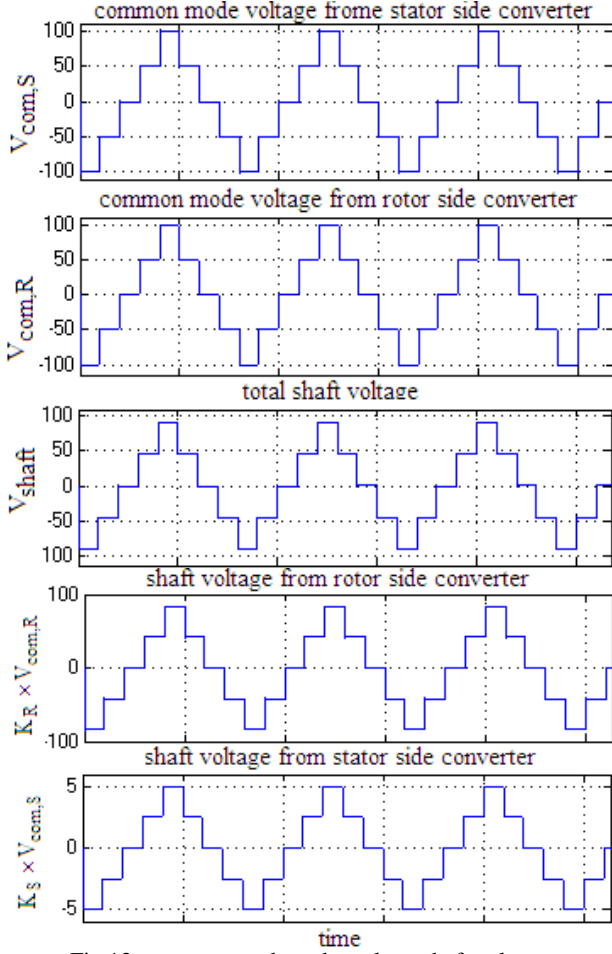 common mode voltage frome stator side converter
V_com,S
100
50
0
-50
-100
common mode voltage from rotor side converter
V_com,R
100
50
0
-50
-100
total shaft voltage
V_shaft
100
50
0
-50
100
shaft voltage from rotor side converter
K_R × V_com,R
100
0
-100
shaft voltage from stator side converter
K_S × V_com,S
5
0
-5
time